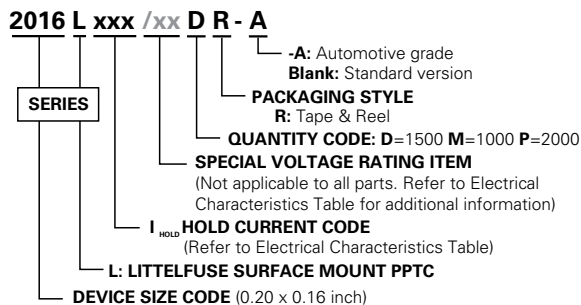 2016 L xxx /xx D R - A
-A: Automotive grade
Blank: Standard version
SERIES
PACKAGING STYLE
R: Tape & Reel
QUANTITY CODE: D=1500 M=1000 P=2000
SPECIAL VOLTAGE RATING ITEM
(Not applicable to all parts. Refer to Electrical
Characteristics Table for additional information)
I HOLD HOLD CURRENT CODE
(Refer to Electrical Characteristics Table)
L: LITTELFUSE SURFACE MOUNT PPTC
DEVICE SIZE CODE (0.20 x 0.16 inch)